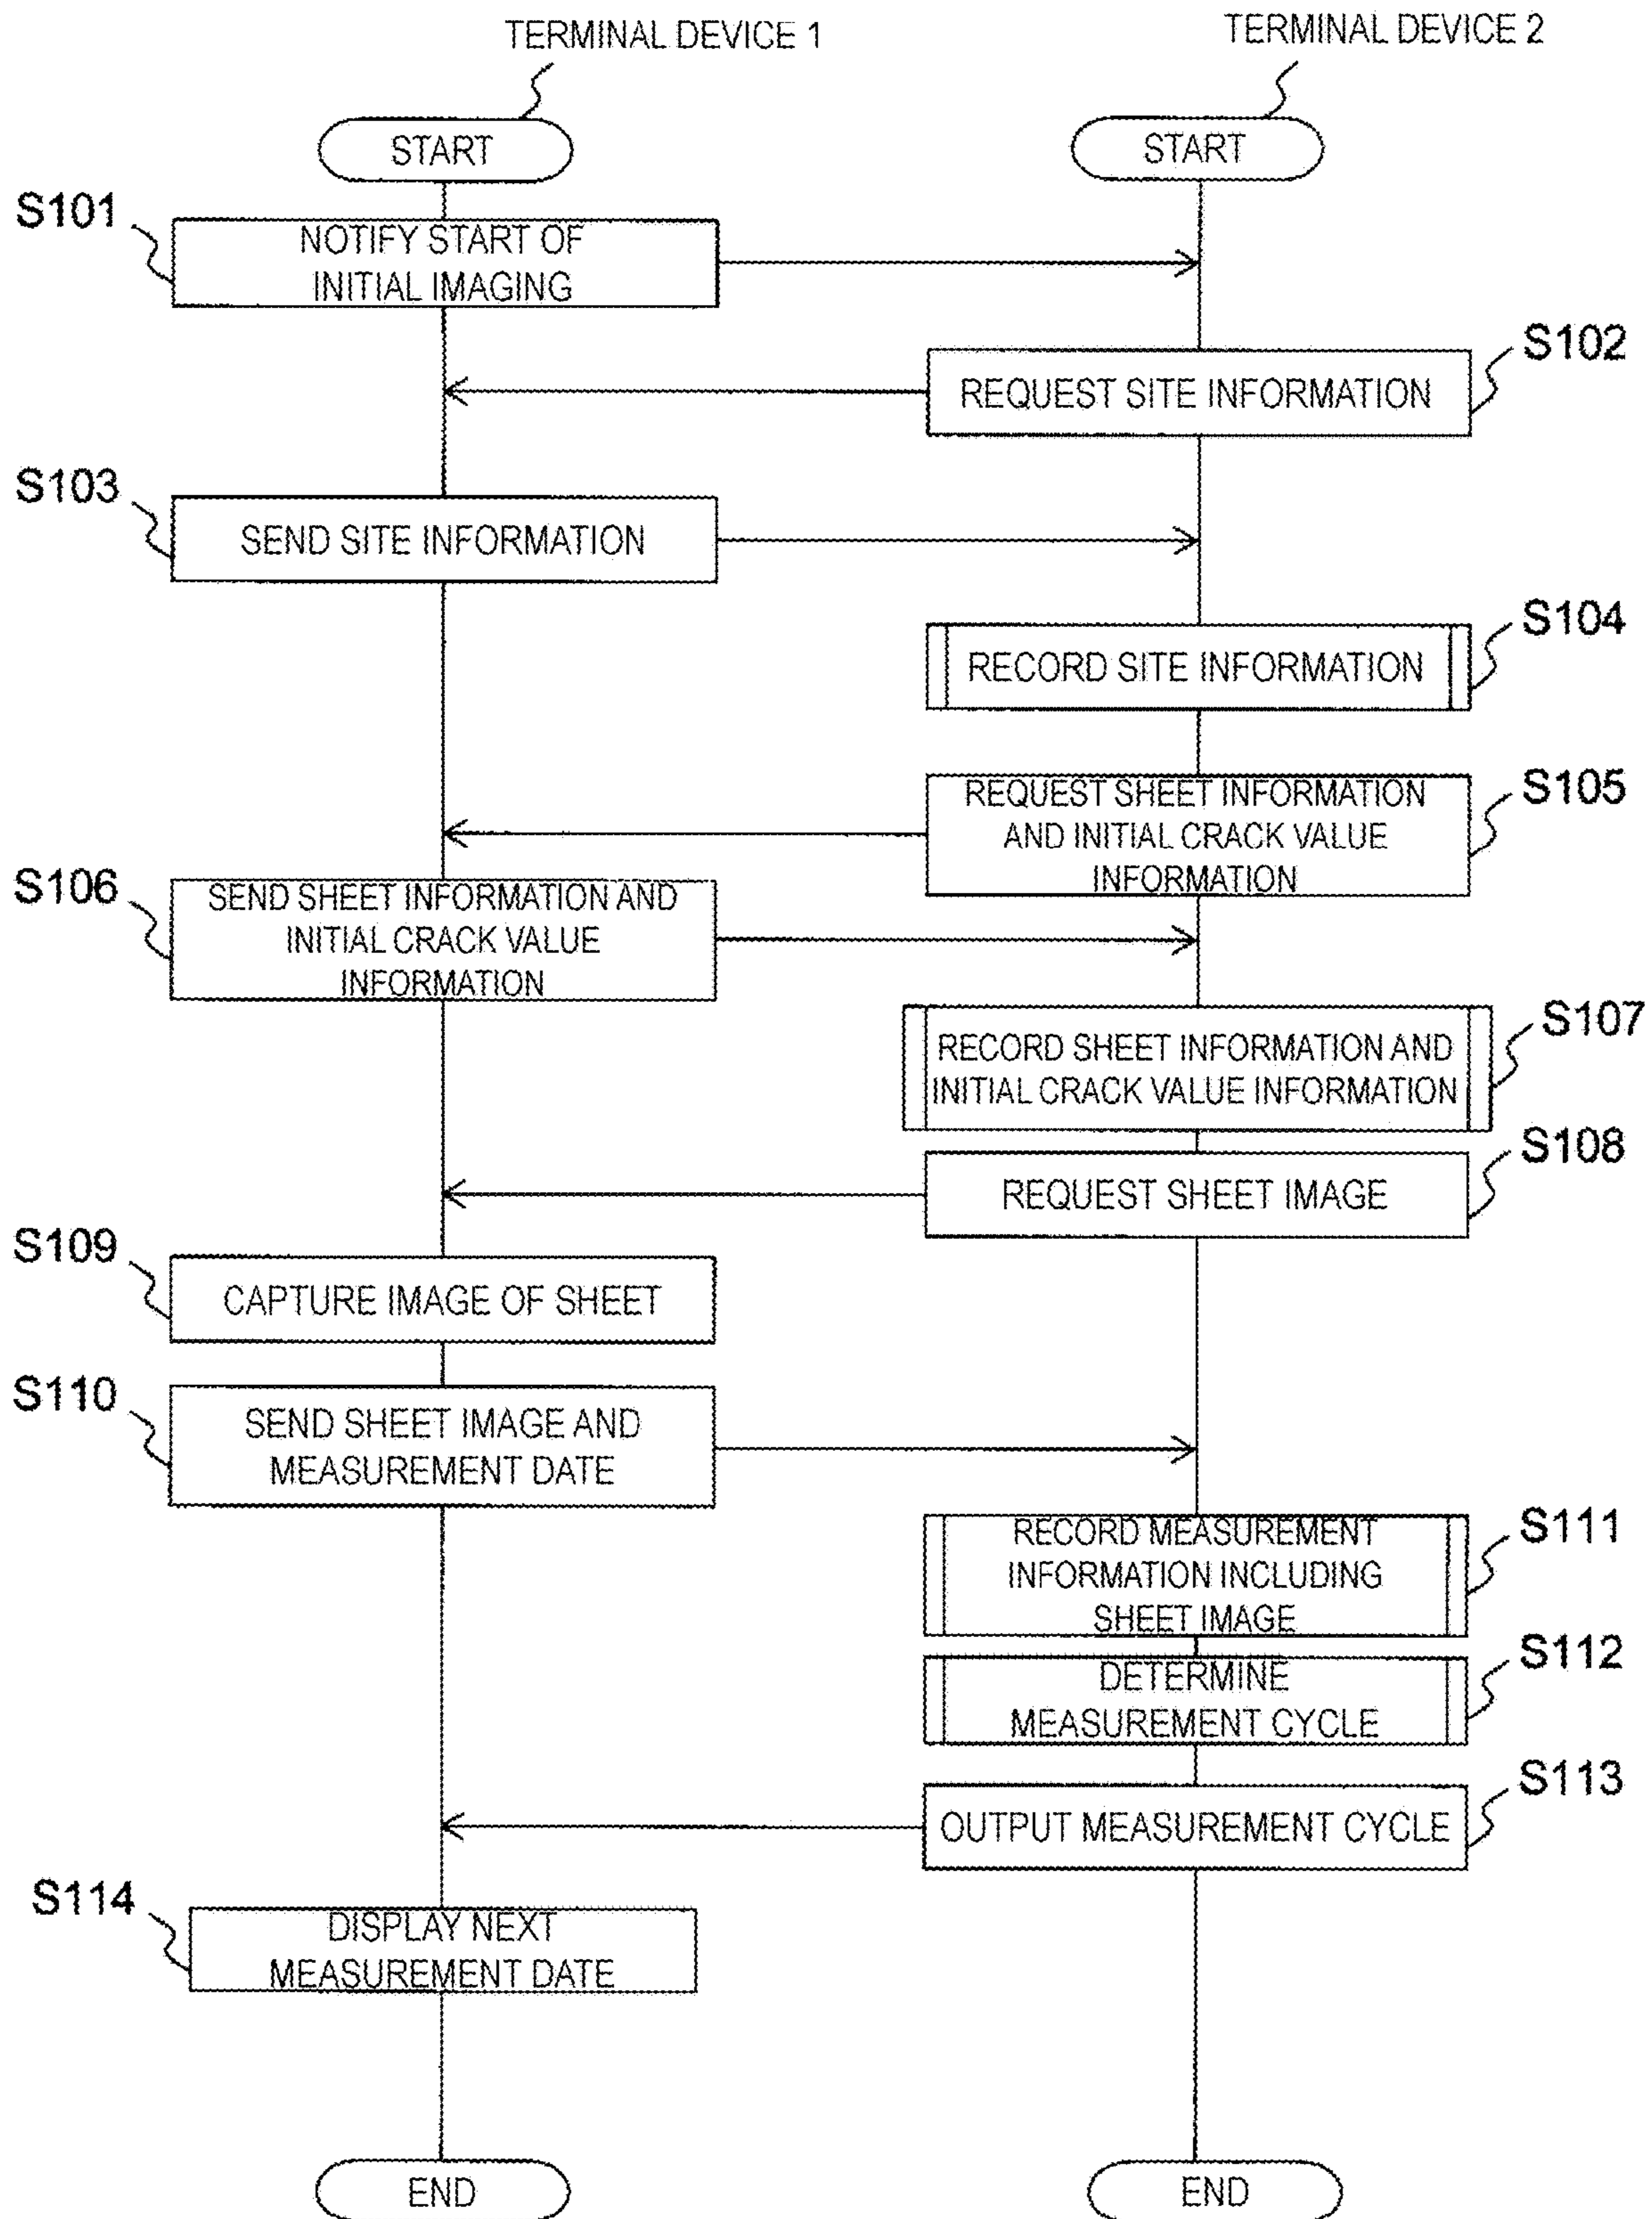 TERMINAL DEVICE 1
TERMINAL DEVICE 2
START
START
S101
NOTIFY START OF
INITIAL IMAGING
S102
REQUEST SITE INFORMATION
S103
SEND SITE INFORMATION
S104
RECORD SITE INFORMATION
S105
REQUEST SHEET INFORMATION
AND INITIAL CRACK VALUE
INFORMATION
S106
SEND SHEET INFORMATION AND
INITIAL CRACK VALUE
INFORMATION
S107
RECORD SHEET INFORMATION AND
INITIAL CRACK VALUE INFORMATION
S108
REQUEST SHEET IMAGE
S109
CAPTURE IMAGE OF SHEET
S110
SEND SHEET IMAGE AND
MEASUREMENT DATE
S111
RECORD MEASUREMENT
INFORMATION INCLUDING
SHEET IMAGE
S112
DETERMINE
MEASUREMENT CYCLE
S113
OUTPUT MEASUREMENT CYCLE
S114
DISPLAY NEXT
MEASUREMENT DATE
END
END